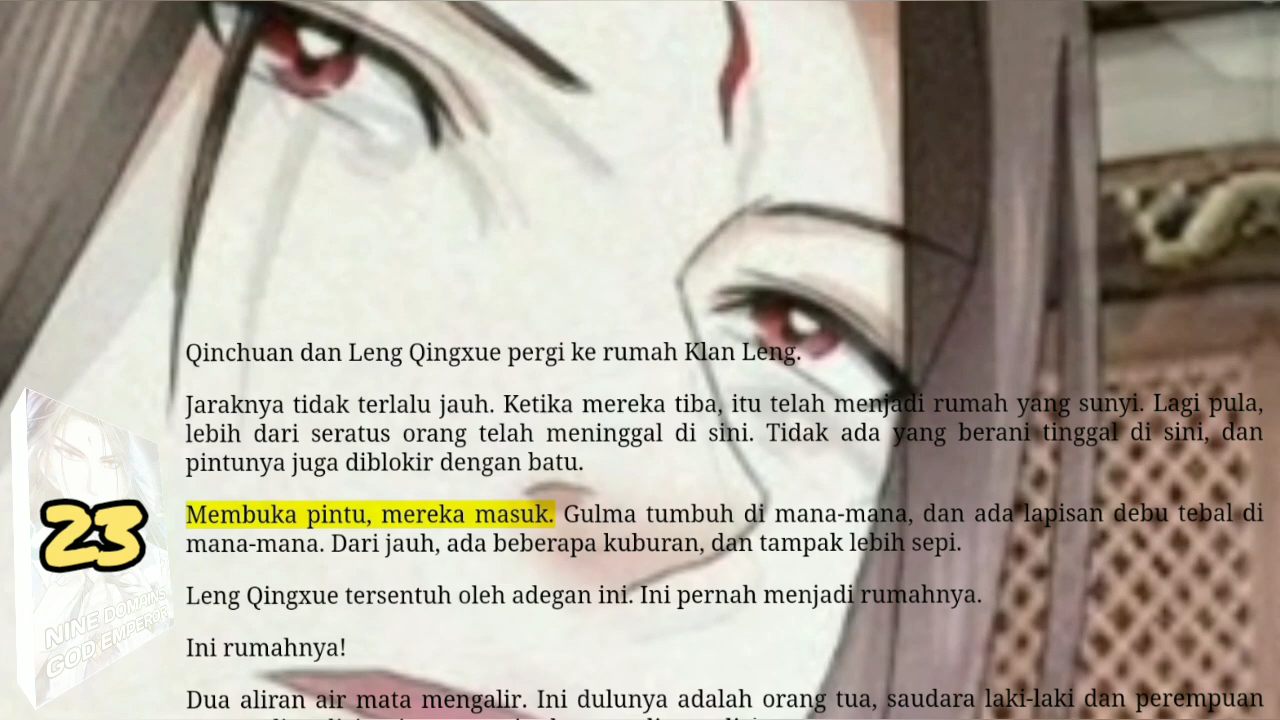 Qinchuan dan Leng Qingxue pergi ke rumah Klan Leng.
Jaraknya tidak terlalu jauh. Ketika mereka tiba, itu telah menjadi rumah yang sunyi. Lagi pula,
lebih dari seratus orang telah meninggal di sini. Tidak ada yang berani tinggal di sini, dan
pintunya juga diblokir dengan batu.
Membuka pintu, mereka masuk. Gulma tumbuh di mana-mana, dan ada lapisan debu tebal di
mana-mana. Dari jauh, ada beberapa kuburan, dan tampak lebih sepi.
Leng Qingxue tersentuh oleh adegan ini. Ini pernah menjadi rumahnya.
Ini rumahnya!
Dua aliran air mata mengalir. Ini dulunya adalah orang tua, saudara laki-laki dan perempuan
23
NINE DOMAINS
GOD EMPEROR